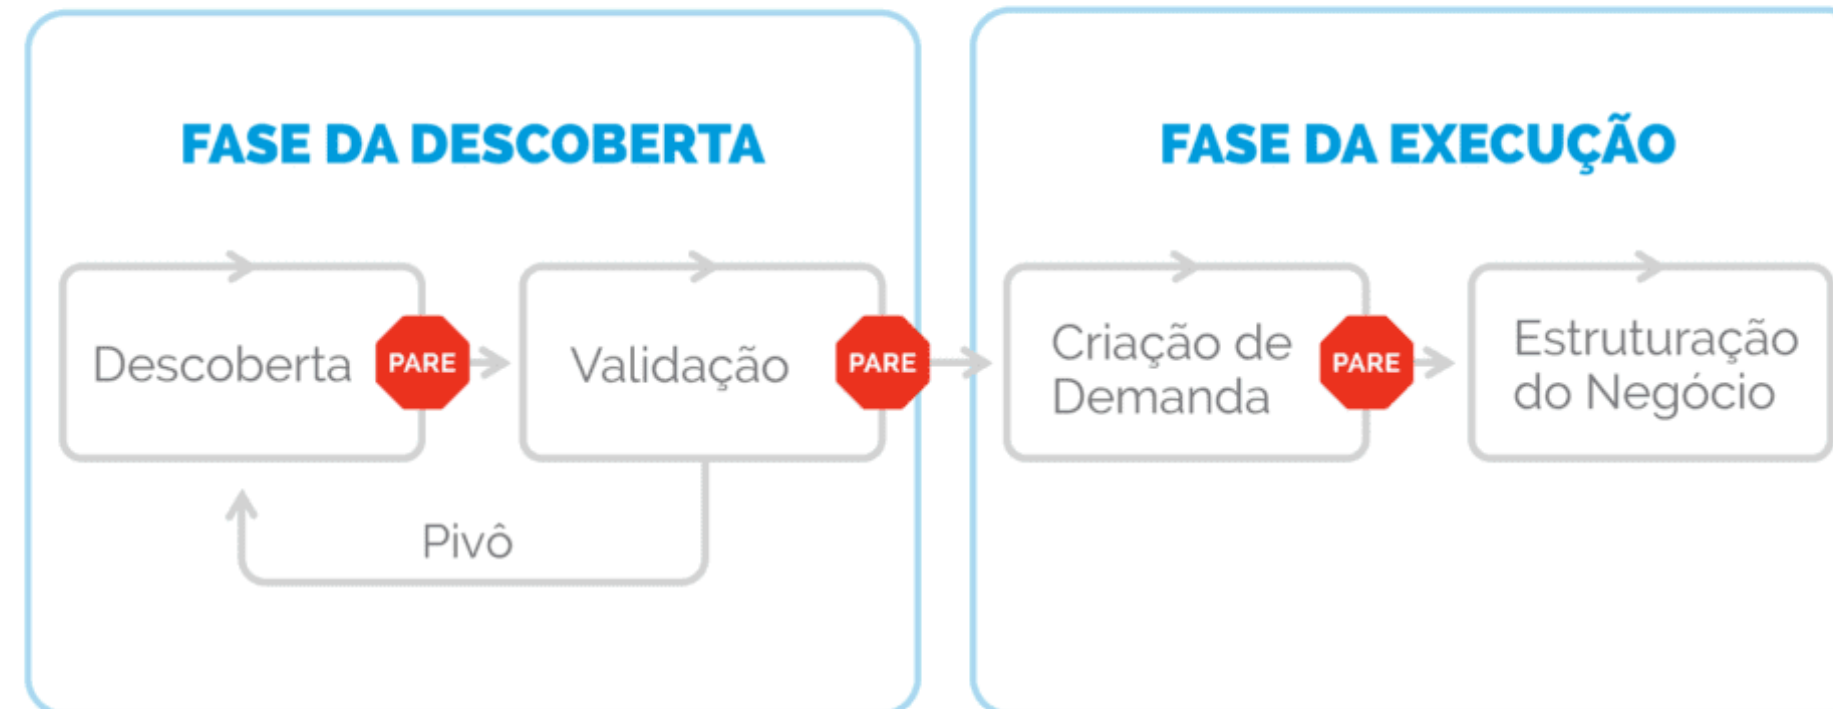 FASE DA DESCOBERTA
Descoberta
PARE
Validação
PARE
Pivô
FASE DA EXECUÇÃO
Criação de
Demanda
PARE
Estruturação
do Negócio